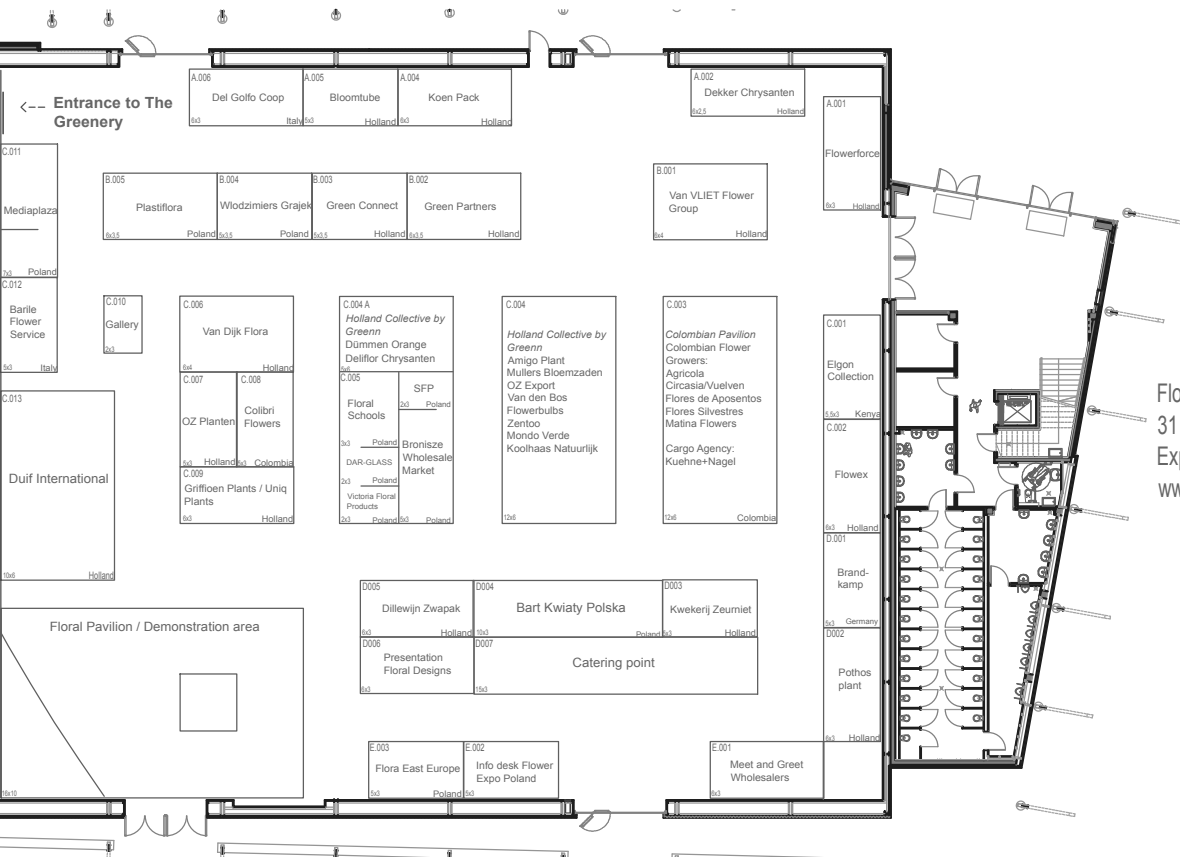 <-- Entrance to The
Greenery
A.006
Del Golfo Coop
6x3
Italy
A.005
Bloomtube
5x3
Holland
A.004
Koen Pack
6x3
Holland
A.002
Dekker Chrysanten
6x2,5
Holland
A.001
Flowerforce
6x3
Holland
C.011
Mediaplaza
7x3
Poland
C.012
Barile
Flower
Service
5x3
Italy
B.005
Plastiflora
6x3,5
Poland
B.004
Wlodzimiers Grajek
5x3,5
Poland
B.003
Green Connect
5x3,5
Holland
B.002
Green Partners
6x3,5
Holland
B.001
Van VLIET Flower
Group
6x4
Holland
C.010
Gallery
2x3
C.006
Van Dijk Flora
6x4
Holland
C.007
OZ Planten
5x3
Holland
C.008
Colibri
Flowers
5x3
Colombia
C.009
Griffioen Plants / Uniq
Plants
6x3
Holland
C.004 A
Holland Collective by
Greenn
Dümmen Orange
Deliflor Chrysanten
5x6
C.005
Floral
Schools
3x3
Poland
SFP
2x3
Poland
DAR-GLASS
2x3
Poland
Bronisze
Wholesale
Market
5x3
Poland
Victoria Floral
Products
2x3
Poland
C.004
Holland Collective by
Greenn
Amigo Plant
Mullers Bloemzaden
OZ Export
Van den Bos
Flowerbulbs
Zentoo
Mondo Verde
Koolhaas Natuurlijk
12x6
C.003
Colombian Pavilion
Colombian Flower
Growers:
Agricola
Circasia/Vuelven
Flores de Aposentos
Flores Silvestres
Matina Flowers
Cargo Agency:
Kuehne+Nagel
12x6
Colombia
C.001
Elgon
Collection
5,5x3
Kenya
C.002
Flowex
6x3
Holland
D.001
Brand-
kamp
5x3
Germany
D002
Pothos
plant
6x3
Holland
C.013
Duif International
10x6
Holland
Floral Pavilion / Demonstration area
16x10
D005
Dillewijn Zwapak
6x3
Holland
D004
Bart Kwiaty Polska
10x3
Poland
D003
Kwekerij Zeurniet
5x3
Holland
D006
Presentation
Floral Designs
6x3
D007
Catering point
15x3
E.003
Flora East Europe
5x3
Poland
E.002
Info desk Flower
Expo Poland
5x3
E.001
Meet and Greet
Wholesalers
6x3
Flo
31
Exp
ww